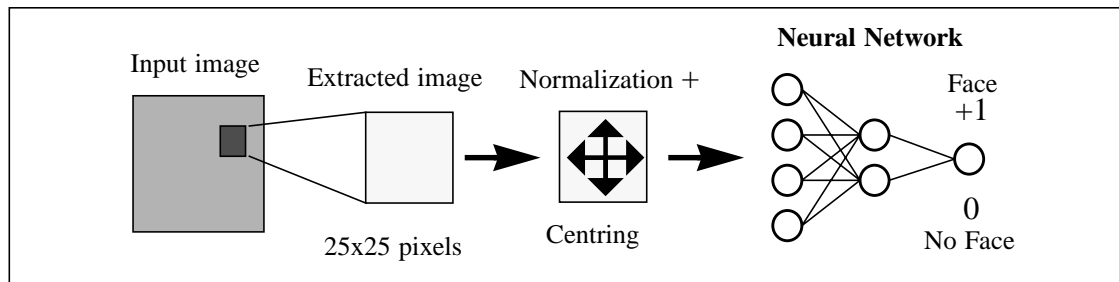 Input image
Extracted image
25x25 pixels
Normalization +
Centring
Neural Network
Face
+1
0
No Face